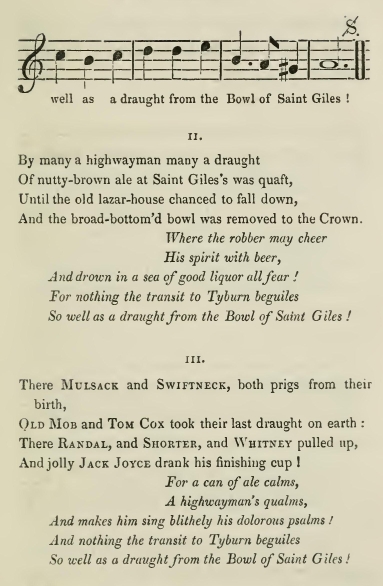 well as a draught from the Bowl of Saint Giles !
II.
By many a highwayman many a draught
Of nutty-brown ale at Saint Giles's was quaft,
Until the old lazar-house chanced to fall down,
And the broad-bottom'd bowl was removed to the Crown.
Where the robber may cheer
His spirit with beer,
And drown in a sea of good liquor all fear !
For nothing the transit to Tyburn beguiles
So well as a draught from the Bowl of Saint Giles !
III.
There MULSACK and SWIFTNECK, both prigs from their
birth,
OLD MOB and TOM COX took their last draught on earth :
There RANDAL, and SHORTER, and WHITNEY pulled up,
And jolly JACK JOYCE drank his finishing cup !
For a can of ale calms,
A highwayman's qualms,
And makes him sing blithely his dolorous psalms !
And nothing the transit to Tyburn beguiles
So well as a draught from the Bowl of Saint Giles !